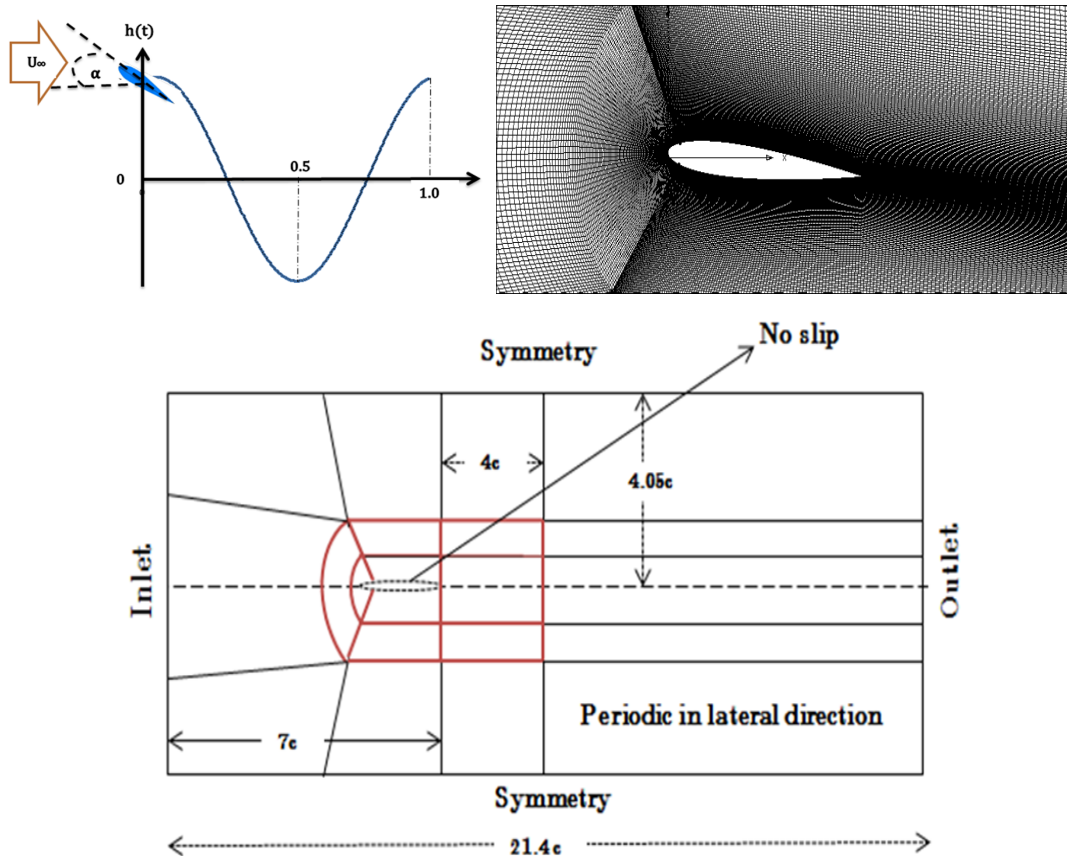 h(t)
U∞
α
0
0.5
1.0
X
No slip
Symmetry
4c
4.05c
Inlet
Outlet
Periodic in lateral direction
7c
Symmetry
21.4c